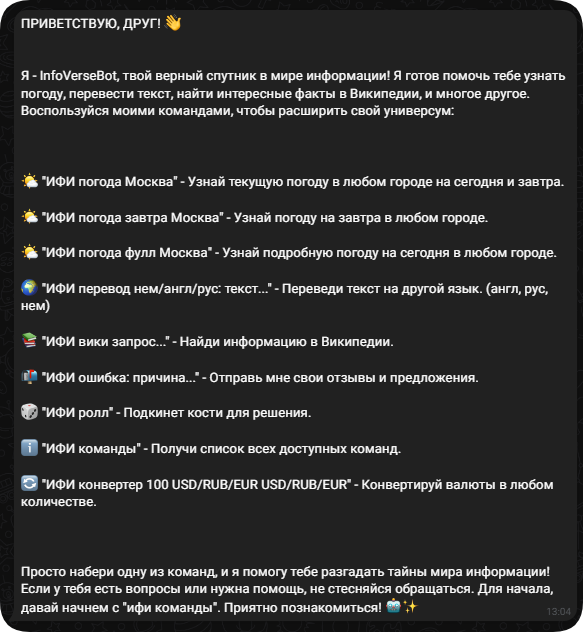 ПРИВЕТСТВУЮ, ДРУГ! 👋
Я - InfoVerseBot, твой верный спутник в мире информации! Я готов помочь тебе узнать
погоду, перевести текст, найти интересные факты в Википедии, и многое другое.
Воспользуйся моими командами, чтобы расширить свой универсум:
🌤 "ИФИ погода Москва" - Узнай текущую погоду в любом городе на сегодня и завтра.
🌤 "ИФИ погода завтра Москва" - Узнай погоду на завтра в любом городе.
🌤 "ИФИ погода фулл Москва" - Узнай подробную погоду на сегодня в любом городе.
🌍 "ИФИ перевод нем/англ/рус: текст..." - Переведи текст на другой язык. (англ, рус,
нем)
📚 "ИФИ вики запрос..." - Найди информацию в Википедии.
📬 "ИФИ ошибка: причина..." - Отправь мне свои отзывы и предложения.
🎲 "ИФИ ролл" - Подкинет кости для решения.
ℹ️ "ИФИ команды" - Получи список всех доступных команд.
🔄 "ИФИ конвертер 100 USD/RUB/EUR USD/RUB/EUR" - Конвертируй валюты в любом
количестве.
Просто набери одну из команд, и я помогу тебе разгадать тайны мира информации!
Если у тебя есть вопросы или нужна помощь, не стесняйся обращаться. Для начала,
давай начнем с "ифи команды". Приятно познакомиться! 🤖✨
13:04